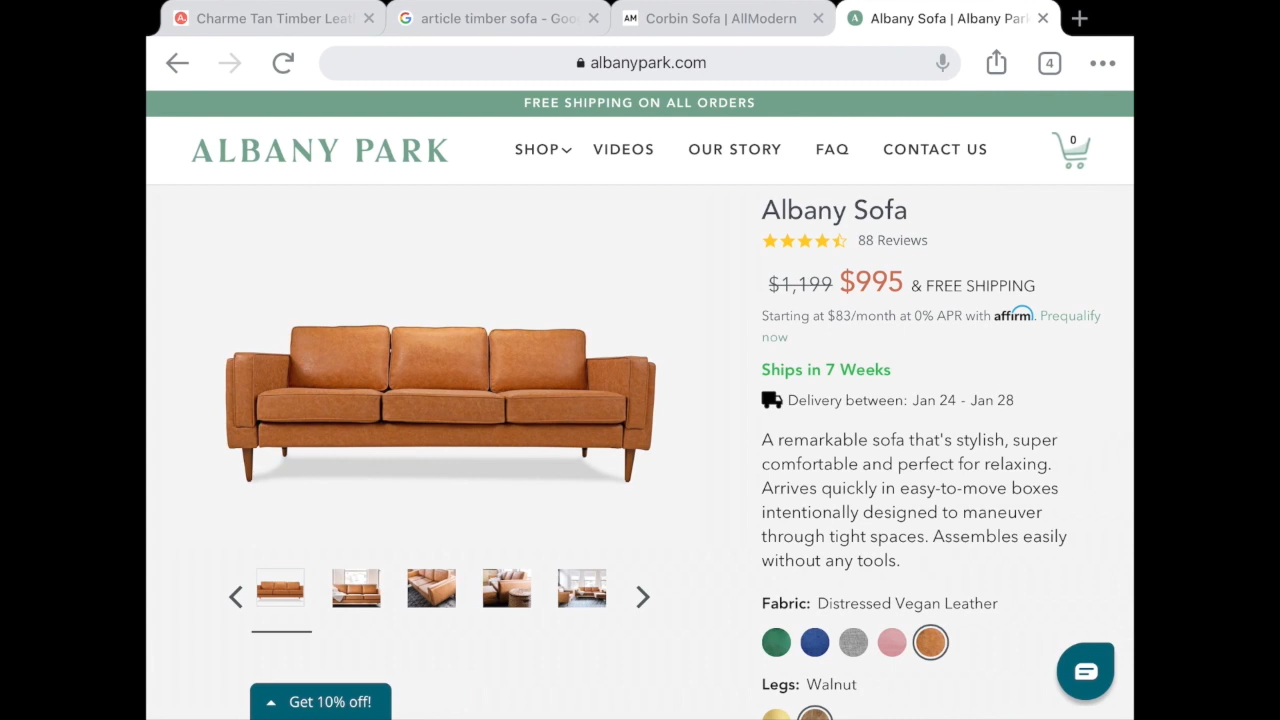 Charme Tan Timber Leat
article timber sofa - Goo
AM Corbin Sofa | AllModern
A Albany Sofa | Albany Par
albanypark.com
4
FREE SHIPPING ON ALL ORDERS
ALBANY PARK
SHOP
VIDEOS
OUR STORY
FAQ
CONTACT US
0
Albany Sofa
88 Reviews
$1,199 $995 & FREE SHIPPING
Starting at $83/month at 0% APR with affirm. Prequalify
now
Ships in 7 Weeks
Delivery between: Jan 24 - Jan 28
A remarkable sofa that's stylish, super
comfortable and perfect for relaxing.
Arrives quickly in easy-to-move boxes
intentionally designed to maneuver
through tight spaces. Assembles easily
without any tools.
Fabric: Distressed Vegan Leather
Legs: Walnut
Get 10% off!